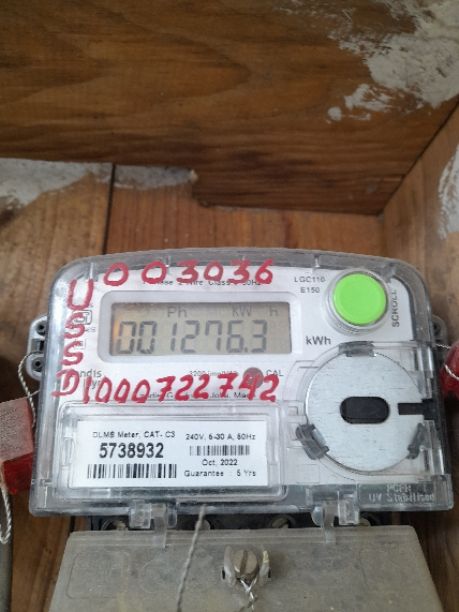 U 003036
LGC110
E150
SCROLL
Ph kW h
001276.3
kWh
CAL
USSD 1000722742
DLMS Meter, CAT- C3
240V, 5-30 A, 50Hz
5738932
Oct, 2022
Guarantee : 5 Yrs